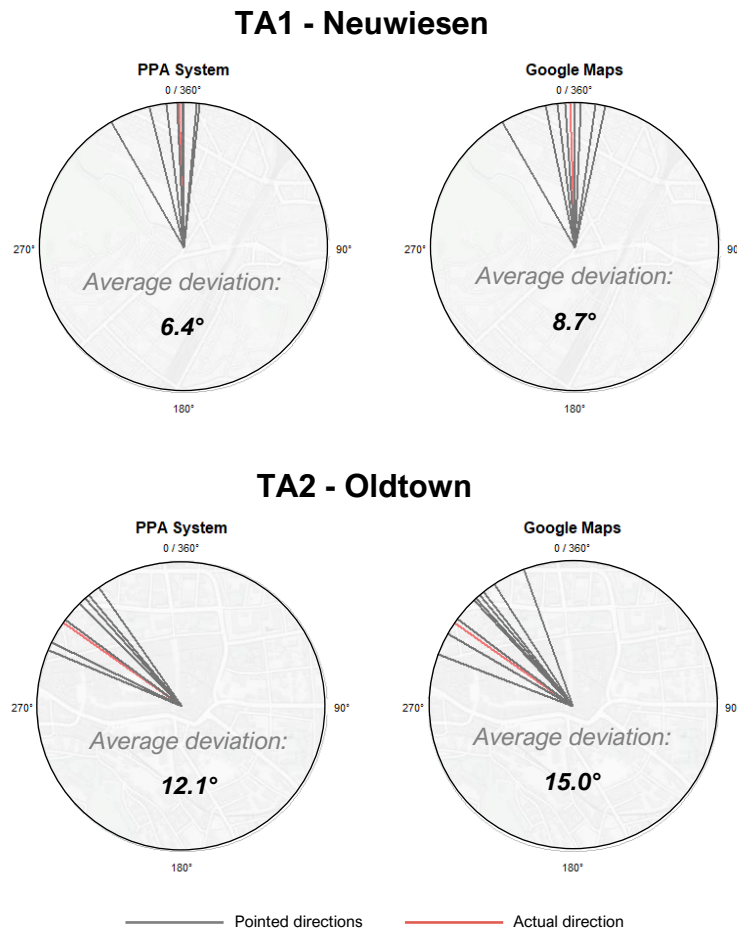 TA1 - Neuwiesen
PPA System
0 / 360°
270°
90°
Average deviation:
6.4°
180°
Google Maps
0 / 360°
270°
90°
Average deviation:
8.7°
180°
TA2 - Oldtown
PPA System
0 / 360°
270°
90°
Average deviation:
12.1°
180°
Google Maps
0 / 360°
270°
90°
Average deviation:
15.0°
180°
Pointed directions
Actual direction